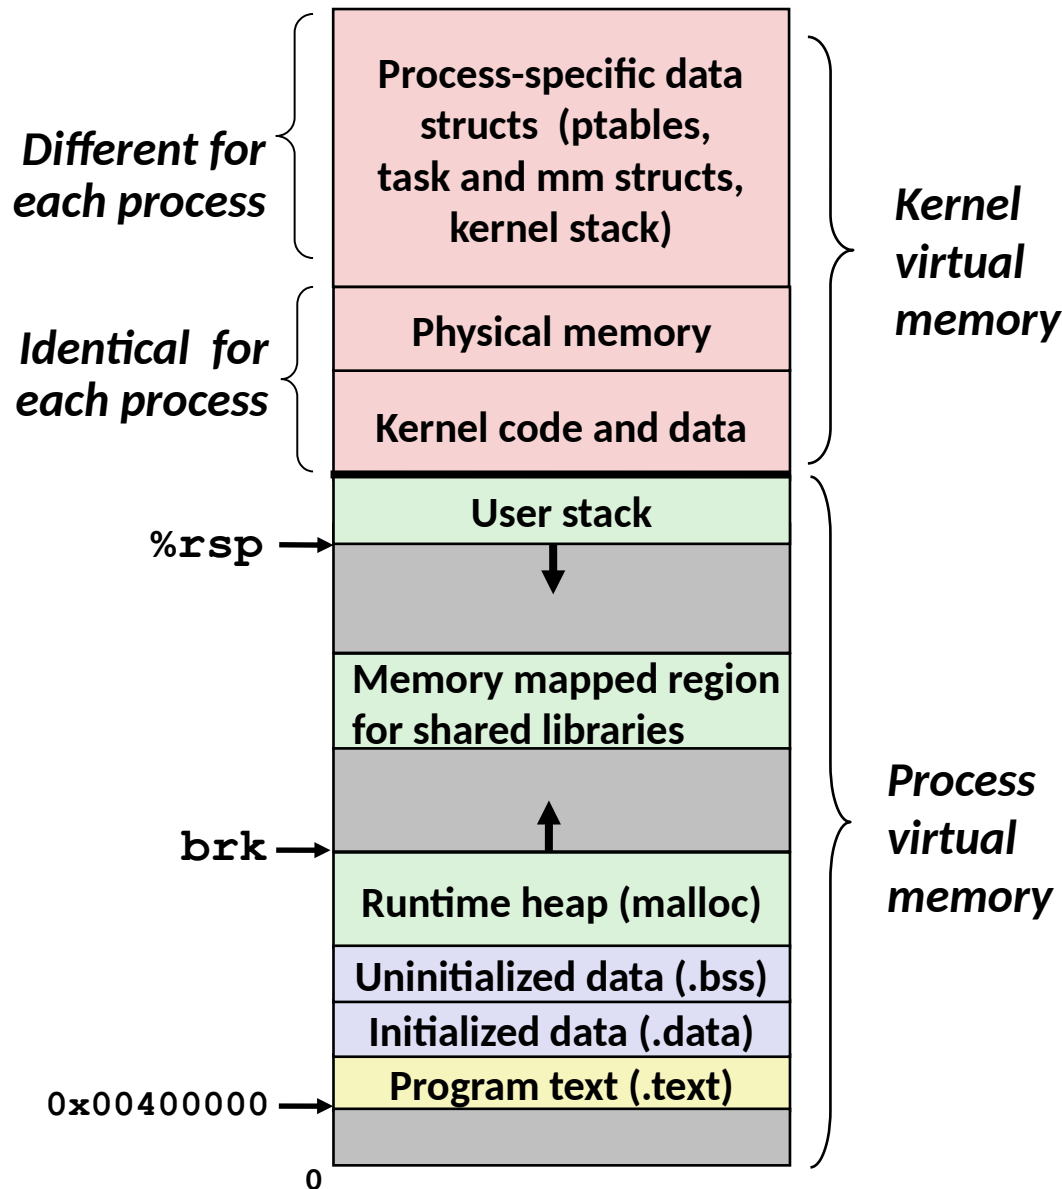 Process-specific data
structs (ptables,
task and mm structs,
kernel stack)
Different for
each process
Kernel
virtual
memory
Physical memory
Identical for
each process
Kernel code and data
User stack
%rsp
Memory mapped region
for shared libraries
Process
virtual
memory
brk
Runtime heap (malloc)
Uninitialized data (.bss)
Initialized data (.data)
Program text (.text)
0x00400000
0